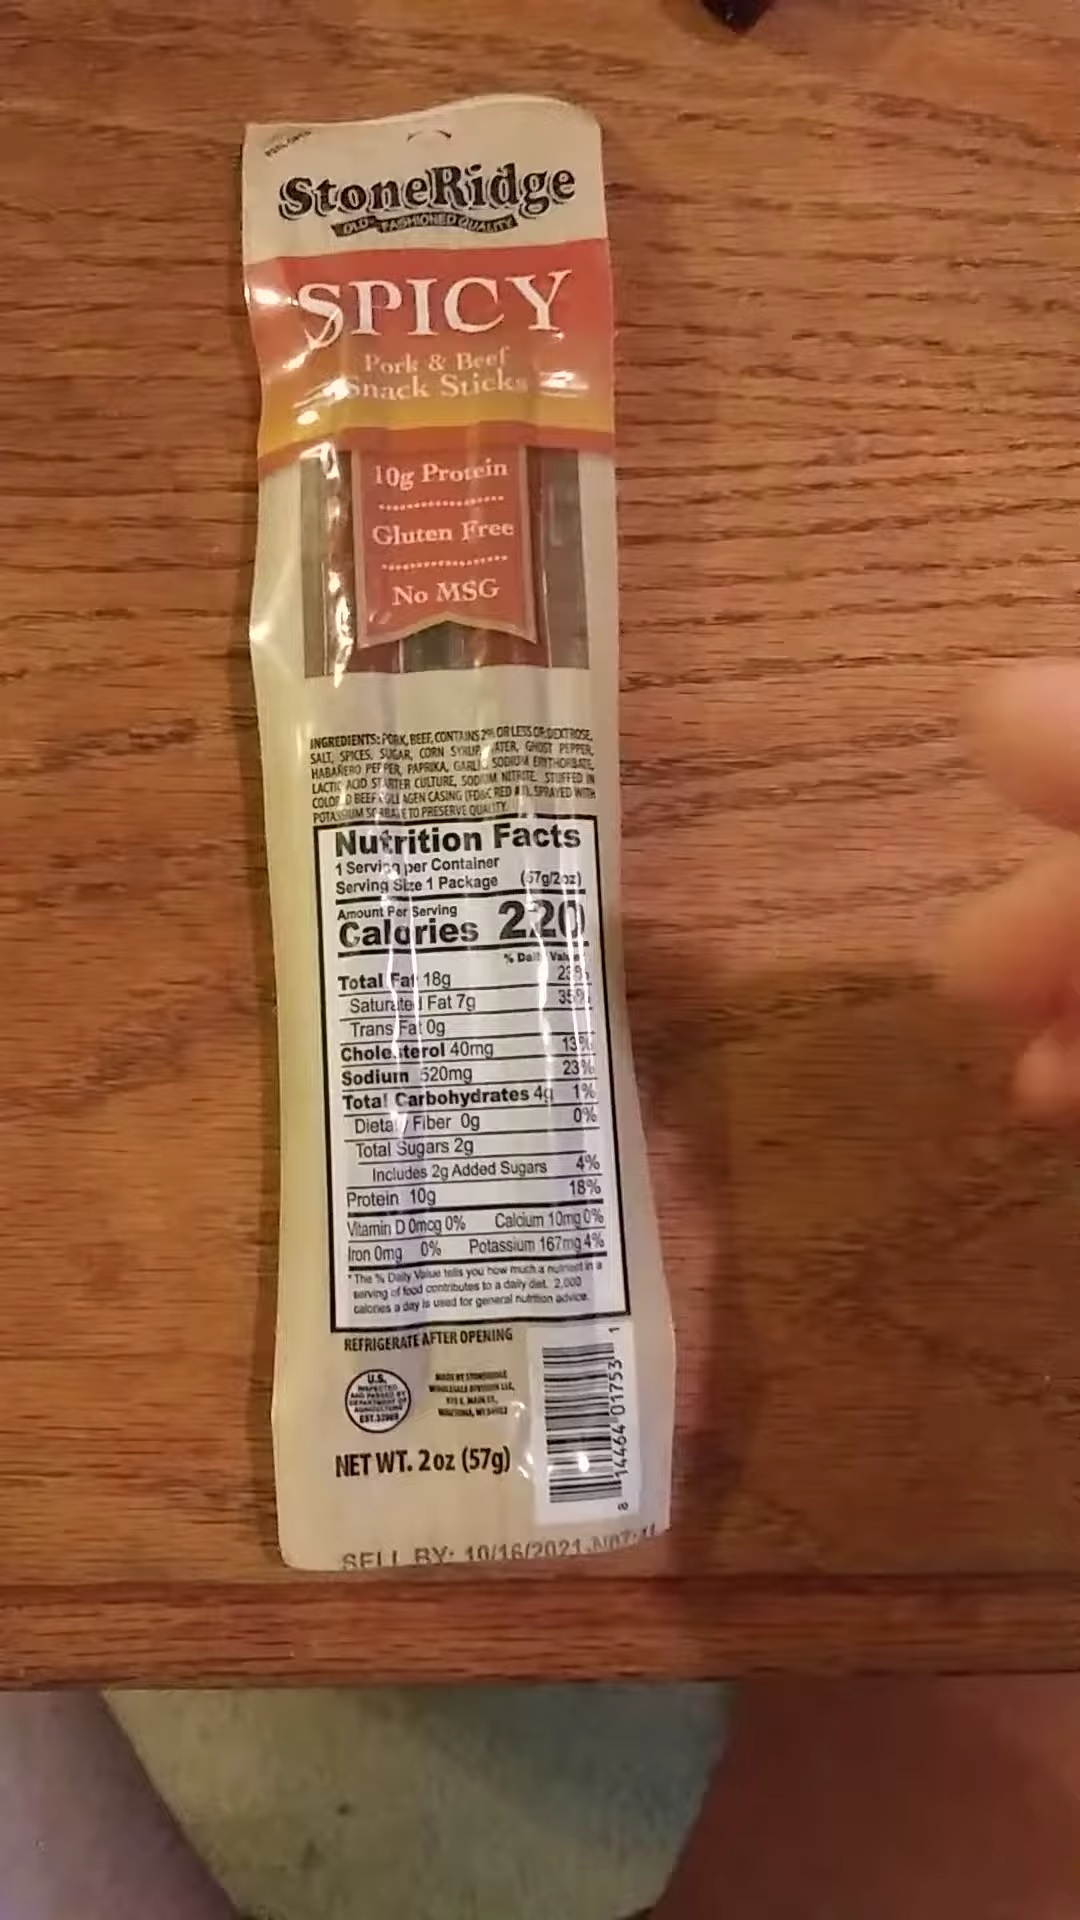 PEEL OPEN
StoneRidge
OLD-FASHIONED QUALITY
SPICY
Pork & Beef
Snack Sticks
10g Protein
Gluten Free
No MSG
INGREDIENTS: PORK, BEEF, CONTAINS 2% OR LESS OF: DEXTROSE,
SALT, SPICES, SUGAR, CORN SYRUP, WATER, GHOST PEPPER,
HABAÑERO PEPPER, PAPRIKA, GARLIC, SODIUM ERYTHORBATE,
LACTIC ACID STARTER CULTURE, SODIUM NITRITE. STUFFED IN
COLORED BEEF COLLAGEN CASING (FD&C RED #3). SPRAYED WITH
POTASSIUM SORBATE TO PRESERVE QUALITY.
Nutrition Facts
1 Serving per Container
Serving Size 1 Package (57g/2oz)
Amount Per Serving
Calories 220
% Daily Value*
Total Fat 18g 23%
Saturated Fat 7g 35%
Trans Fat 0g
Cholesterol 40mg 13%
Sodium 520mg 23%
Total Carbohydrates 4g 1%
Dietary Fiber 0g 0%
Total Sugars 2g
Includes 2g Added Sugars 4%
Protein 10g 18%
Vitamin D 0mcg 0% Calcium 10mg 0%
Iron 0mg 0% Potassium 167mg 4%
*The % Daily Value tells you how much a nutrient in a
serving of food contributes to a daily diet. 2,000
calories a day is used for general nutrition advice.
REFRIGERATE AFTER OPENING
U.S.
INSPECTED
AND PASSED BY
DEPARTMENT OF
AGRICULTURE
MADE BY STONERIDGE
WHOLESALE DIVISION LLC,
NET WT. 2 oz (57g)
8 14464 01753 1
SELL BY: 10/16/2021